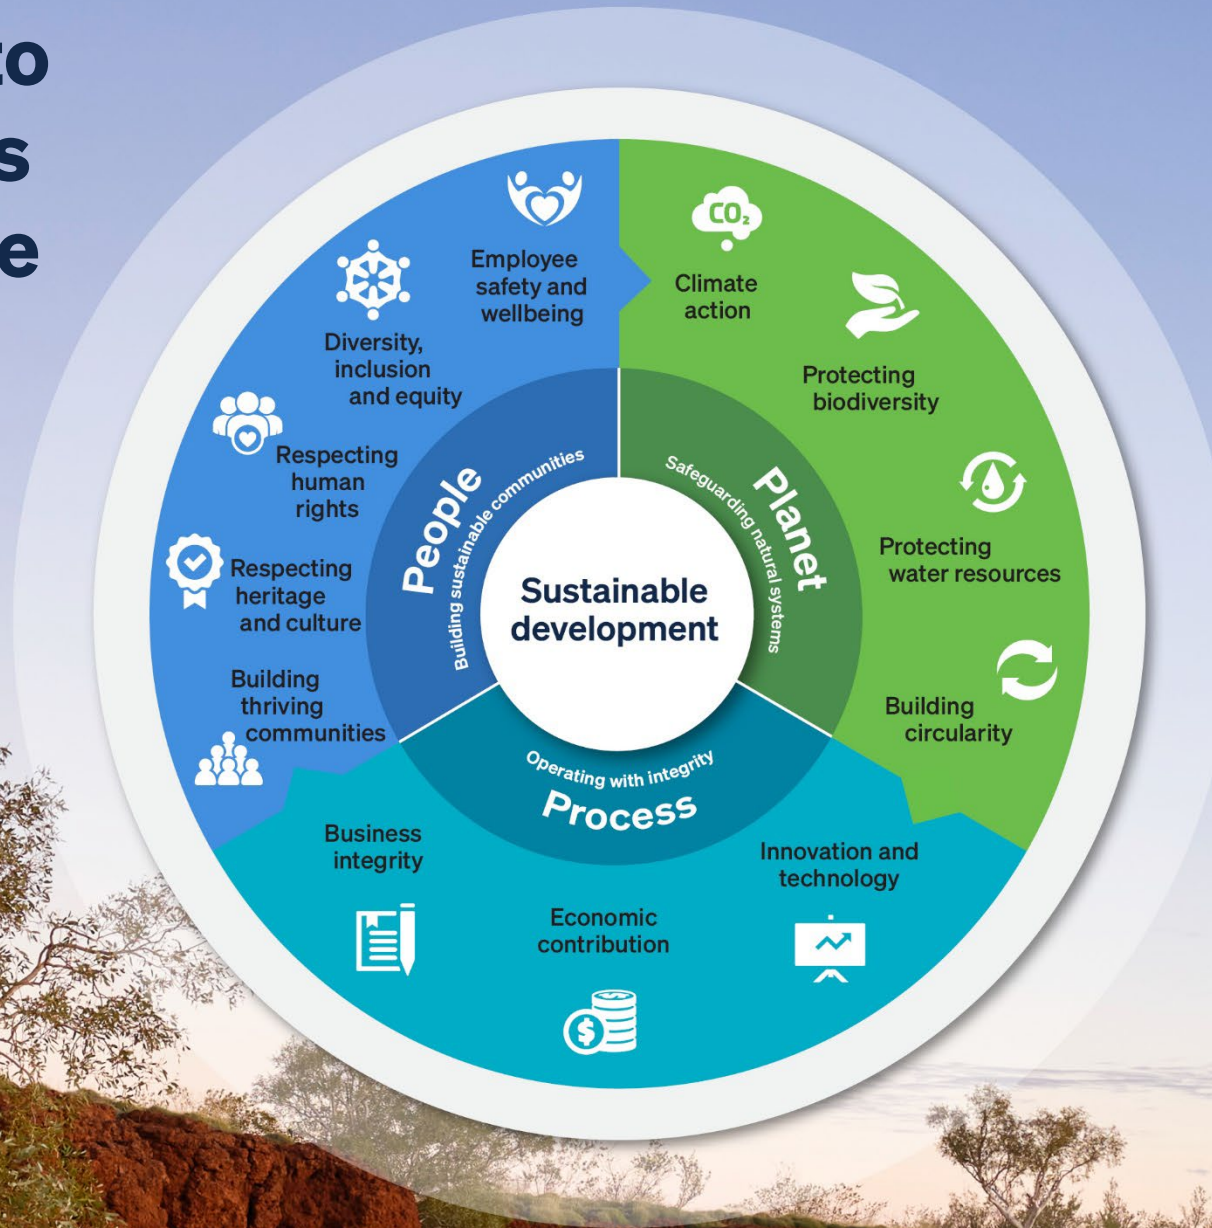 to
s
e
Employee
safety and
wellbeing
Diversity,
inclusion
and equity
Respecting
human
rights
Respecting
heritage
and culture
Building
thriving
communities
People
Building sustainable communities
CO₂
Climate
action
Protecting
biodiversity
Protecting
water resources
Building
circularity
Planet
Safeguarding natural systems
Sustainable
development
Operating with integrity
Process
Business
integrity
Economic
contribution
$
Innovation and
technology